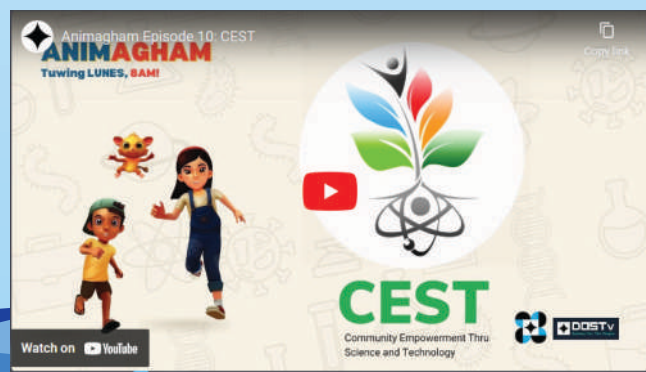 Animagham Episode 10: CEST
Copy link
ANIMAGHAM
Tuwing LUNES, 8AM!
CEST
Community Empowerment Thru
Science and Technology
DOSTv
Watch on YouTube